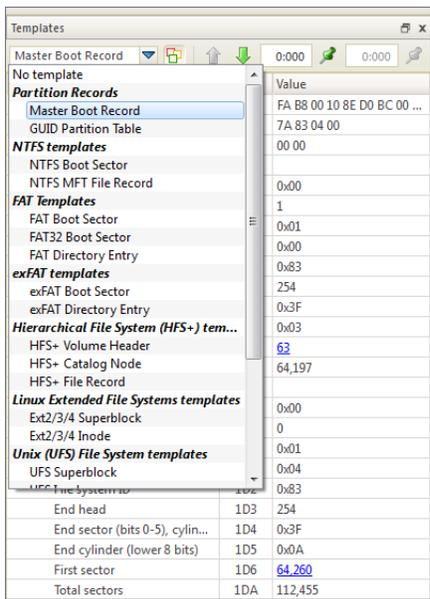 Templates
Master Boot Record 0:000 0:000
No template
Value
Partition Records
FA B8 00 10 8E D0 BC 00 ...
Master Boot Record
7A 83 04 00
GUID Partition Table
00 00
NTFS templates
NTFS Boot Sector
NTFS MFT File Record
0x00
FAT Templates
1
FAT Boot Sector
0x01
FAT32 Boot Sector
0x00
FAT Directory Entry
0x83
exFAT templates
254
exFAT Boot Sector
0x3F
exFAT Directory Entry
0x03
Hierarchical File System (HFS+) tem...
63
HFS+ Volume Header
64,197
HFS+ Catalog Node
HFS+ File Record
0x00
Linux Extended File Systems templates
0
Ext2/3/4 Superblock
0x01
Ext2/3/4 Inode
0x04
Unix (UFS) File System templates
UFS Superblock
1D2 0x83
End head 1D3 254
End sector (bits 0-5), cylin... 1D4 0x3F
End cylinder (lower 8 bits) 1D5 0x0A
First sector 1D6 64,260
Total sectors 1DA 112,455